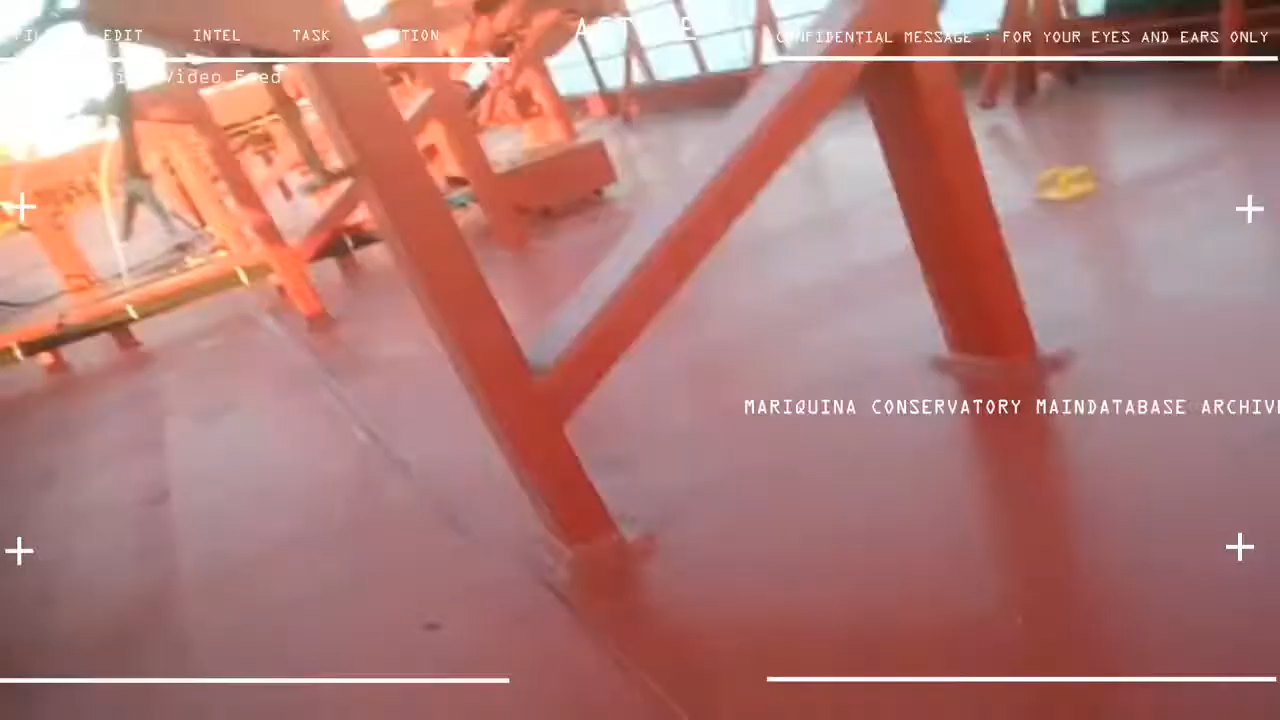 EDIT INTEL TASK
CONFIDENTIAL MESSAGE : FOR YOUR EYES AND EARS ONLY
Video Feed
MARIQUINA CONSERVATORY MAINDATABASE ARCHIVE